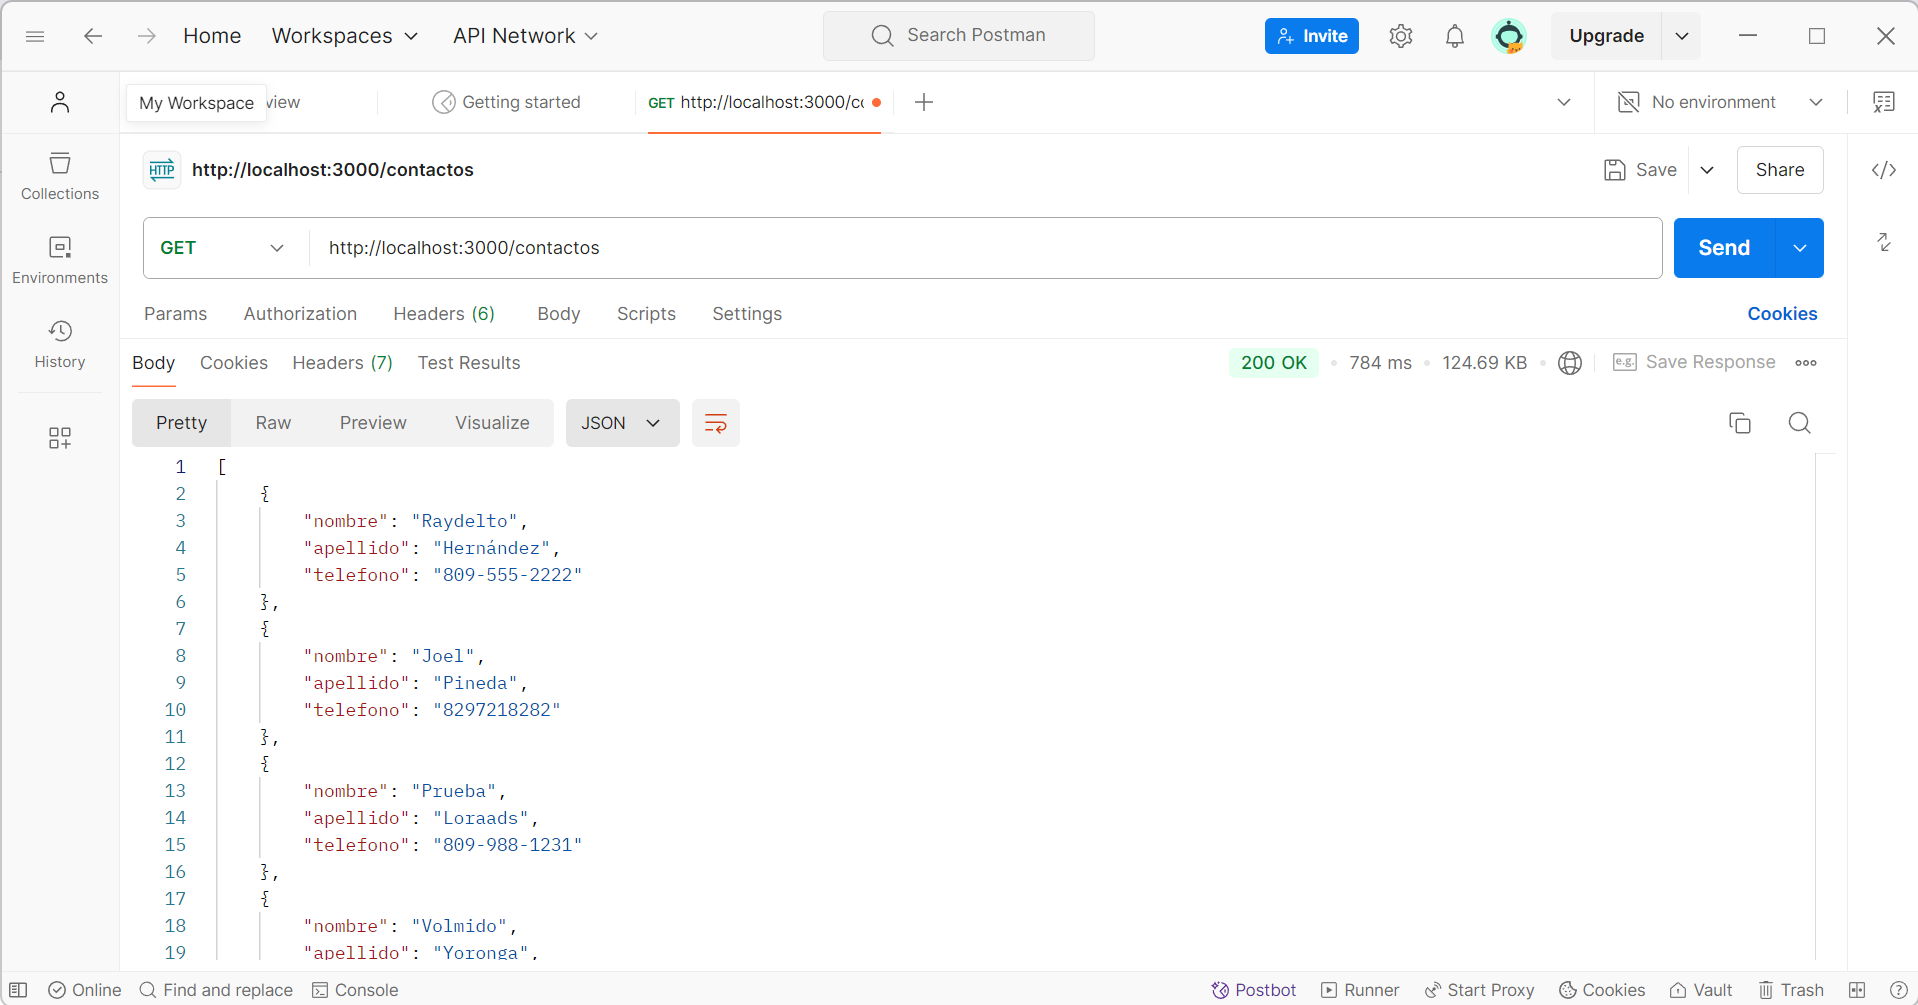 Home Workspaces API Network Search Postman Invite Upgrade
My Workspace view Getting started GET http://localhost:3000/co No environment
HTTP http://localhost:3000/contactos Save Share
Collections
GET http://localhost:3000/contactos Send
Environments
Params Authorization Headers (6) Body Scripts Settings Cookies
History
Body Cookies Headers (7) Test Results 200 OK 784 ms 124.69 KB e.g. Save Response
Pretty Raw Preview Visualize JSON
1 [
2 {
3 "nombre": "Raydelto",
4 "apellido": "Hernández",
5 "telefono": "809-555-2222"
6 },
7 {
8 "nombre": "Joel",
9 "apellido": "Pineda",
10 "telefono": "8297218282"
11 },
12 {
13 "nombre": "Prueba",
14 "apellido": "Loraads",
15 "telefono": "809-988-1231"
16 },
17 {
18 "nombre": "Volmido",
19 "apellido": "Yoronga",
Online Find and replace Console Postbot Runner Start Proxy Cookies Vault Trash